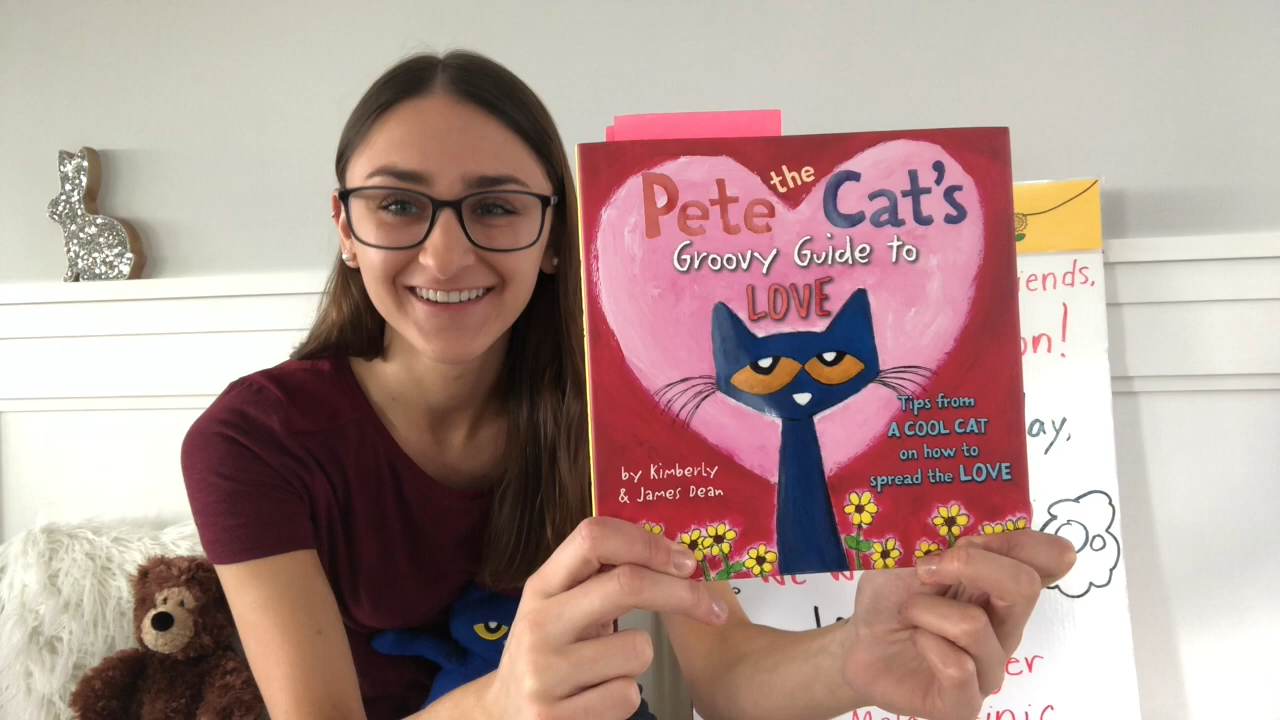 Pete the Cat's
Groovy Guide to
LOVE
Tips from
A COOL CAT
on how to
spread the LOVE
by Kimberly
& James Dean
iends,
on!
ay,
er